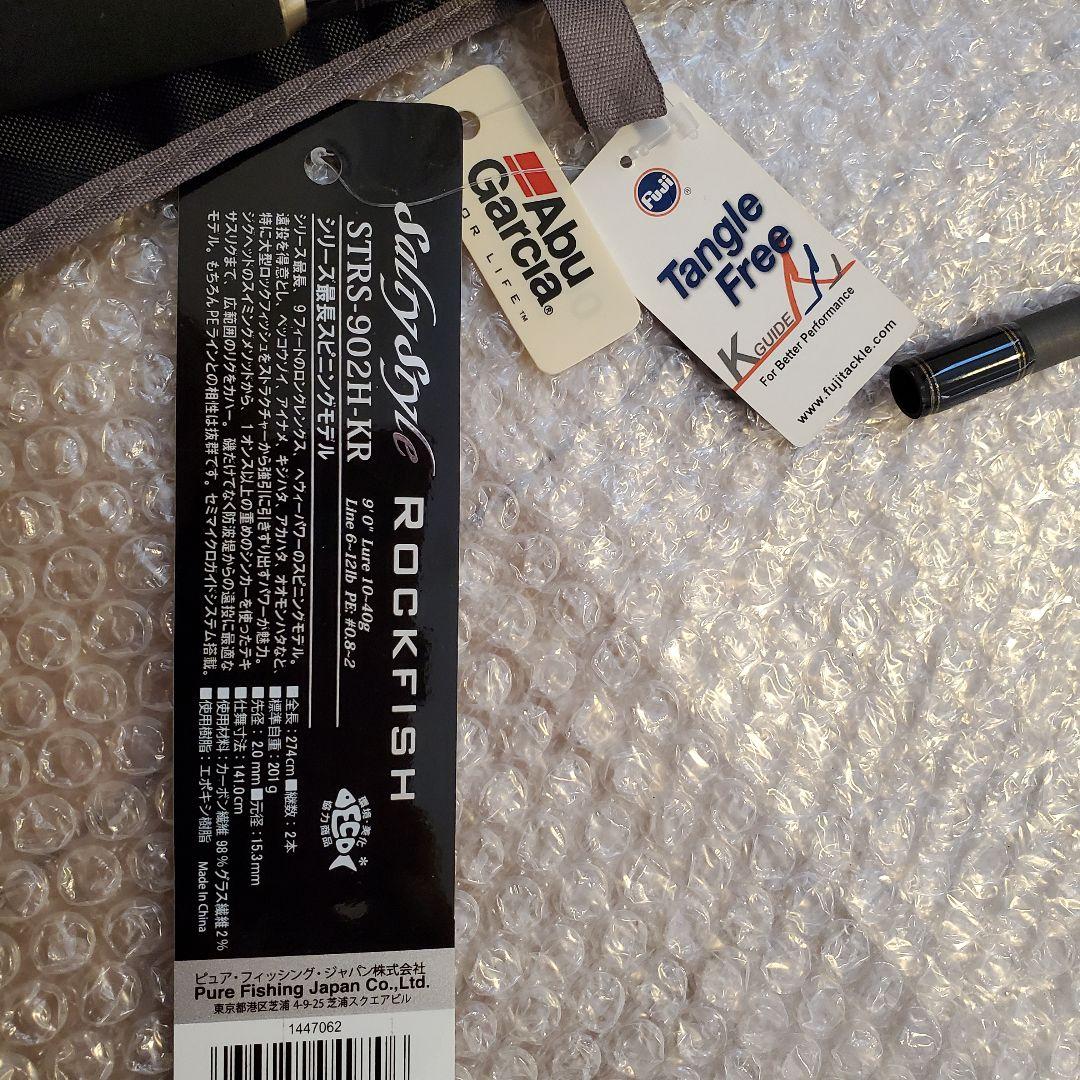 SaltyStyle ROCKFISH
STRS-902H-KR
9'0" Lure 10~40g
Line 6~12lb PE: #0.8~2
シリーズ最長スピニングモデル
シリーズ最長、9フィートのロングレングス、ヘヴィーパワーのスピニングモデル。
遠投を得意とし、ベッコウゾイ、アイナメ、キジハタ、アカハタ、オオモンハタなど、
特に大型ロックフィッシュをストラクチャーから強引に引きずり出すパワーが魅力。
ジグヘッドのスイミングメソッドから、1オンス以上の重めのシンカーを使ったテキ
サスリグまで、広範囲のリグをカバー。磯だけでなく防波堤からの遠投に最適な
モデル。もちろんPEラインとの相性は抜群です。セミマイクロガイドシステム搭載。
■全長:274cm ■継数:2本
■標準自重:201g
■先径:2.0mm ■元径:15.3mm
■仕舞寸法:141.0cm
■使用材料:カーボン繊維 98%グラス繊維 2%
■使用樹脂:エポキシ樹脂 Made In China
環境・美化
*
FECO
協力商品
ピュア・フィッシング・ジャパン株式会社
Pure Fishing Japan Co.,Ltd.
東京都港区芝浦 4-9-25 芝浦スクエアビル
1447062
Abu
Garcia®
OR LIFE™
Fuji®
Tangle
Free
K GUIDE
For Better Performance
www.fujitackle.com